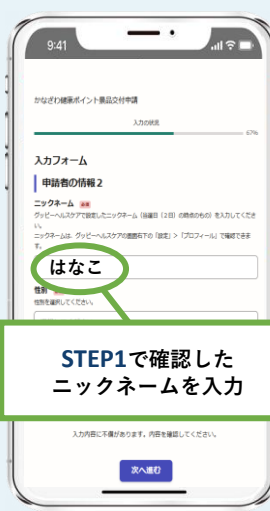 9:41
かなざわ健康ポイント景品交付申請
入力の状況
67%
入力フォーム
申請者の情報2
ニックネーム 必須
グッピーヘルスケアで設定したニックネーム（抽選日（2日）の時点のもの）を入力してくださ
い。
ニックネームは、グッピーヘルスケアの画面右下の「設定」＞「プロフィール」で確認できま
す。
はなこ
性別
性別を選択してください。
STEP1で確認した
ニックネームを入力
入力内容に不備があります。内容を確認してください。
次へ進む